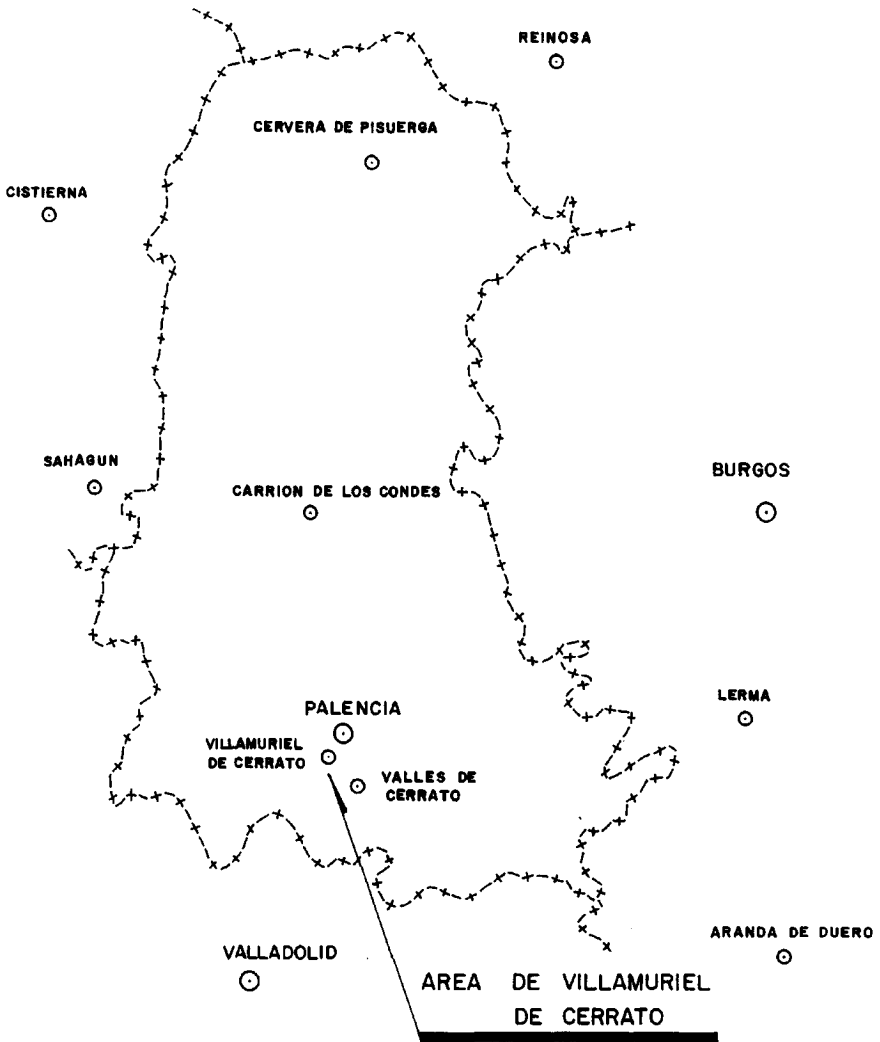 REINOSA
CERVERA DE PISUERGA
CISTIERNA
SAHAGUN
CARRION DE LOS CONDES
BURGOS
LERMA
PALENCIA
VILLAMURIEL
DE CERRATO
VALLES DE
CERRATO
VALLADOLID
ARANDA DE DUERO
AREA DE VILLAMURIEL
DE CERRATO